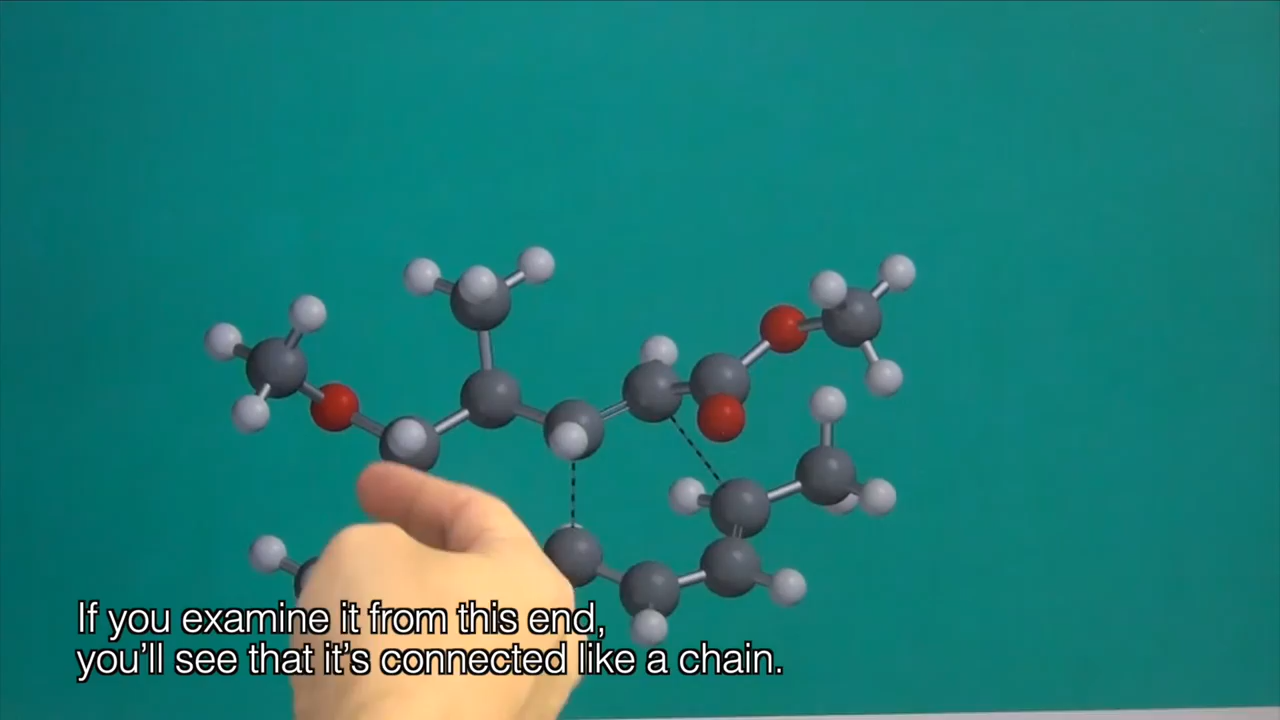 If you examine it from this end,
you'll see that it's connected like a chain.